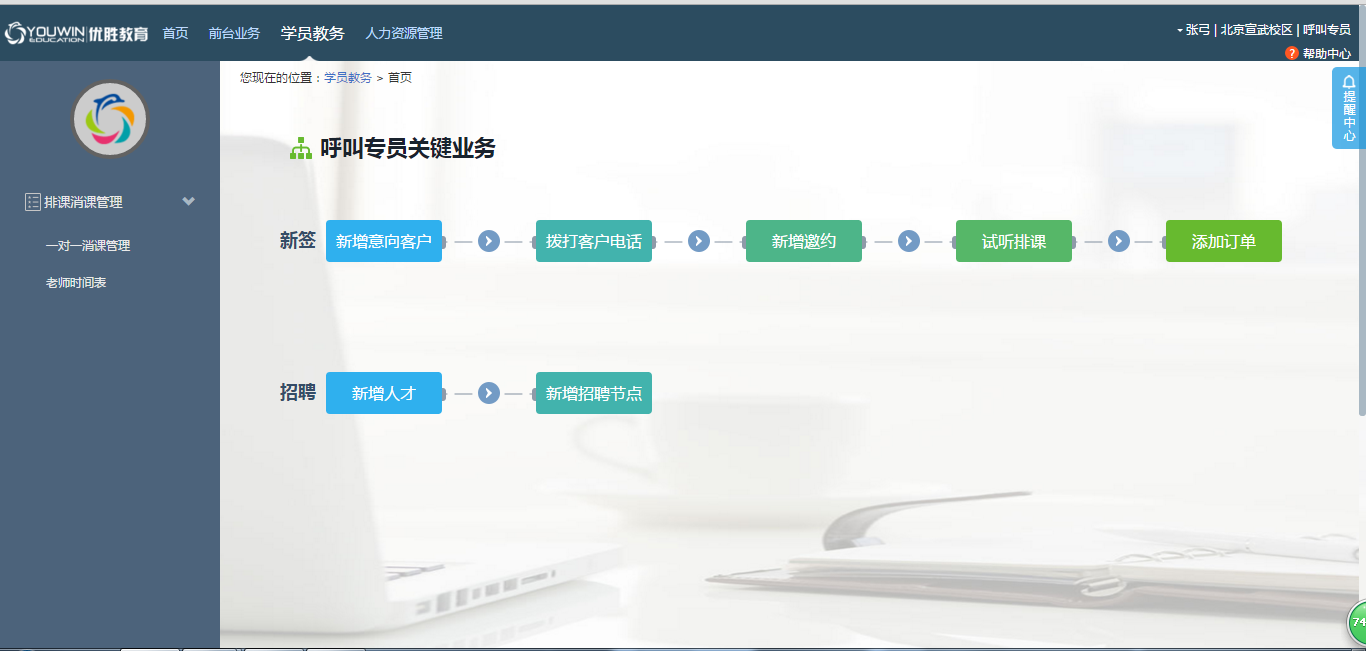 YOUWIN EDUCATION 优胜教育 首页 前台业务 学员教务 人力资源管理
张弓 | 北京宣武校区 | 呼叫专员
? 帮助中心
您现在的位置：学员教务 > 首页
提醒中心
呼叫专员关键业务
排课消课管理
一对一消课管理
老师时间表
新签 新增意向客户 拨打客户电话 新增邀约 试听排课 添加订单
招聘 新增人才 新增招聘节点
74